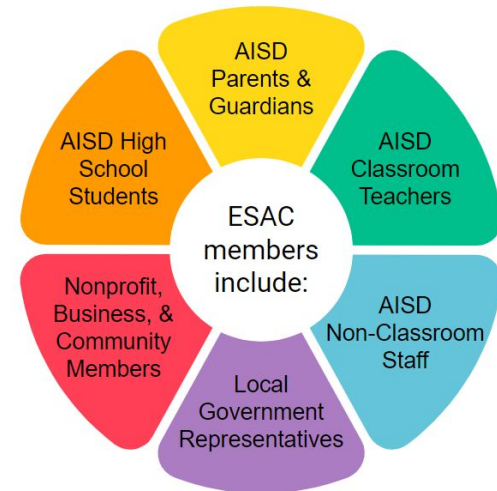 AISD
Parents &
Guardians
AISD
Classroom
Teachers
AISD
Non-Classroom
Staff
Local
Government
Representatives
Nonprofit,
Business, &
Community
Members
AISD High
School
Students
ESAC
members
include: